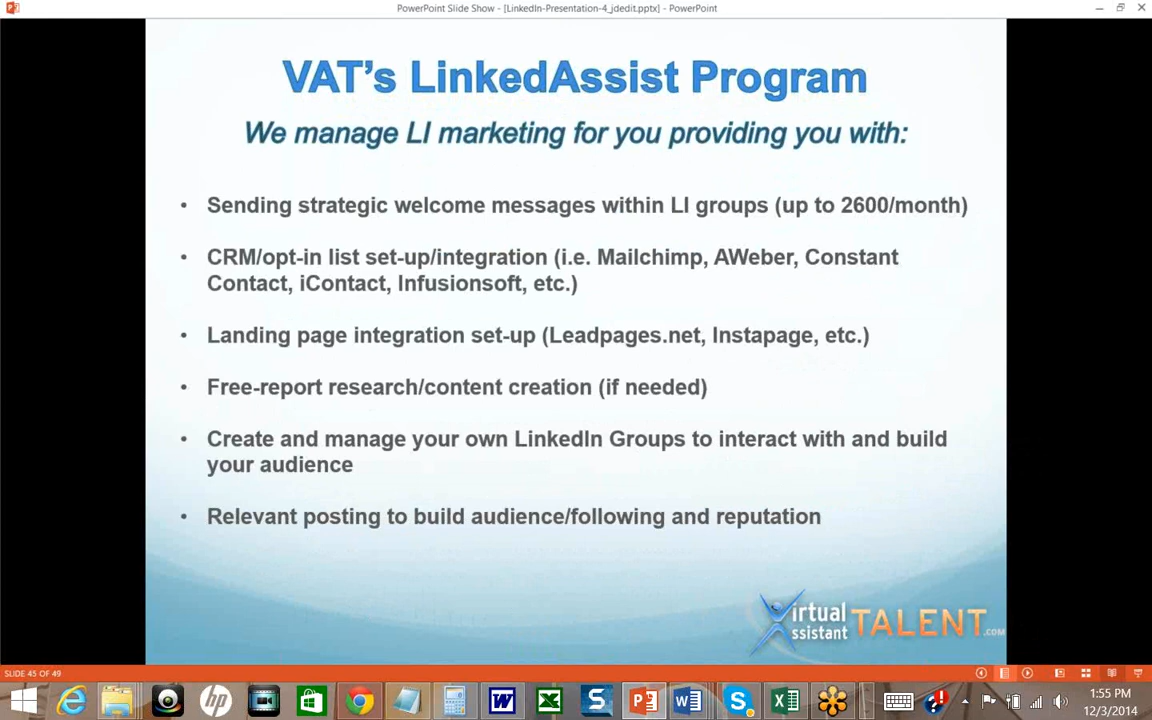 PowerPoint Slide Show - [LinkedIn-Presentation-4_jdedit.pptx] - PowerPoint
VAT's LinkedAssist Program
We manage LI marketing for you providing you with:
• Sending strategic welcome messages within LI groups (up to 2600/month)
• CRM/opt-in list set-up/integration (i.e. Mailchimp, AWeber, Constant
Contact, iContact, Infusionsoft, etc.)
• Landing page integration set-up (Leadpages.net, Instapage, etc.)
• Free-report research/content creation (if needed)
• Create and manage your own LinkedIn Groups to interact with and build
your audience
• Relevant posting to build audience/following and reputation
Virtual
Assistant TALENT.com
SLIDE 45 OF 49
1:55 PM
12/3/2014